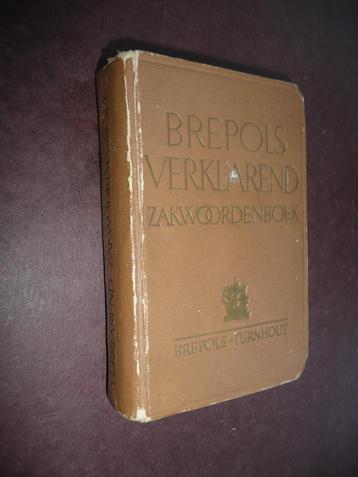 BREPOLS'
VERKLAREND
ZAKWOORDENBOEK
BREPOLS - TURNHOUT